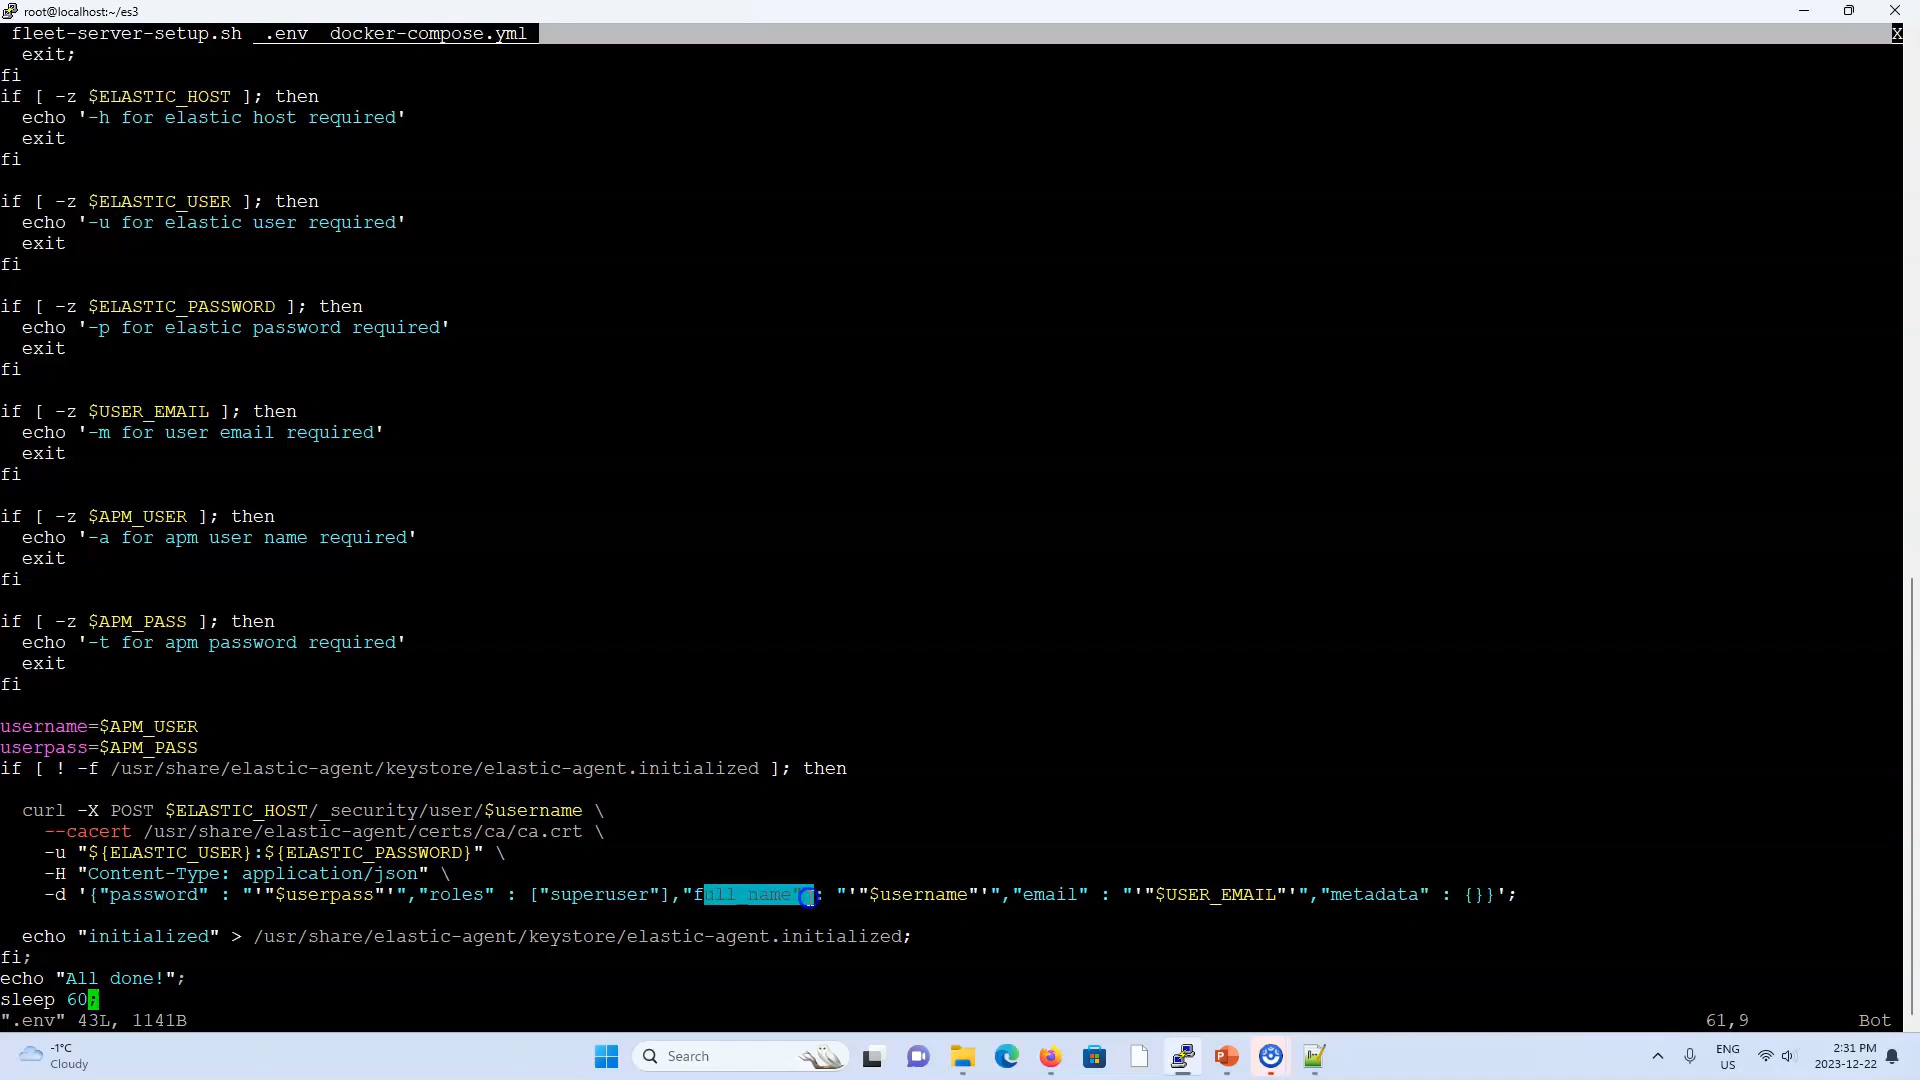 root@localhost:~/es3
fleet-server-setup.sh .env docker-compose.yml X
exit;
fi
if [ -z $ELASTIC_HOST ]; then
echo '-h for elastic host required'
exit
fi
if [ -z $ELASTIC_USER ]; then
echo '-u for elastic user required'
exit
fi
if [ -z $ELASTIC_PASSWORD ]; then
echo '-p for elastic password required'
exit
fi
if [ -z $USER_EMAIL ]; then
echo '-m for user email required'
exit
fi
if [ -z $APM_USER ]; then
echo '-a for apm user name required'
exit
fi
if [ -z $APM_PASS ]; then
echo '-t for apm password required'
exit
fi
username=$APM_USER
userpass=$APM_PASS
if [ ! -f /usr/share/elastic-agent/keystore/elastic-agent.initialized ]; then
curl -X POST $ELASTIC_HOST/_security/user/$username \
--cacert /usr/share/elastic-agent/certs/ca/ca.crt \
-u "${ELASTIC_USER}:${ELASTIC_PASSWORD}" \
-H "Content-Type: application/json" \
-d '{"password" : "'"$userpass"'","roles" : ["superuser"],"full_name" : "'"$username"'","email" : "'"$USER_EMAIL"'","metadata" : {}}';
echo "initialized" > /usr/share/elastic-agent/keystore/elastic-agent.initialized;
fi;
echo "All done!";
sleep 60;
".env" 43L, 1141B 61,9 Bot
-1°C
Cloudy
Search
ENG
US
2:31 PM
2023-12-22